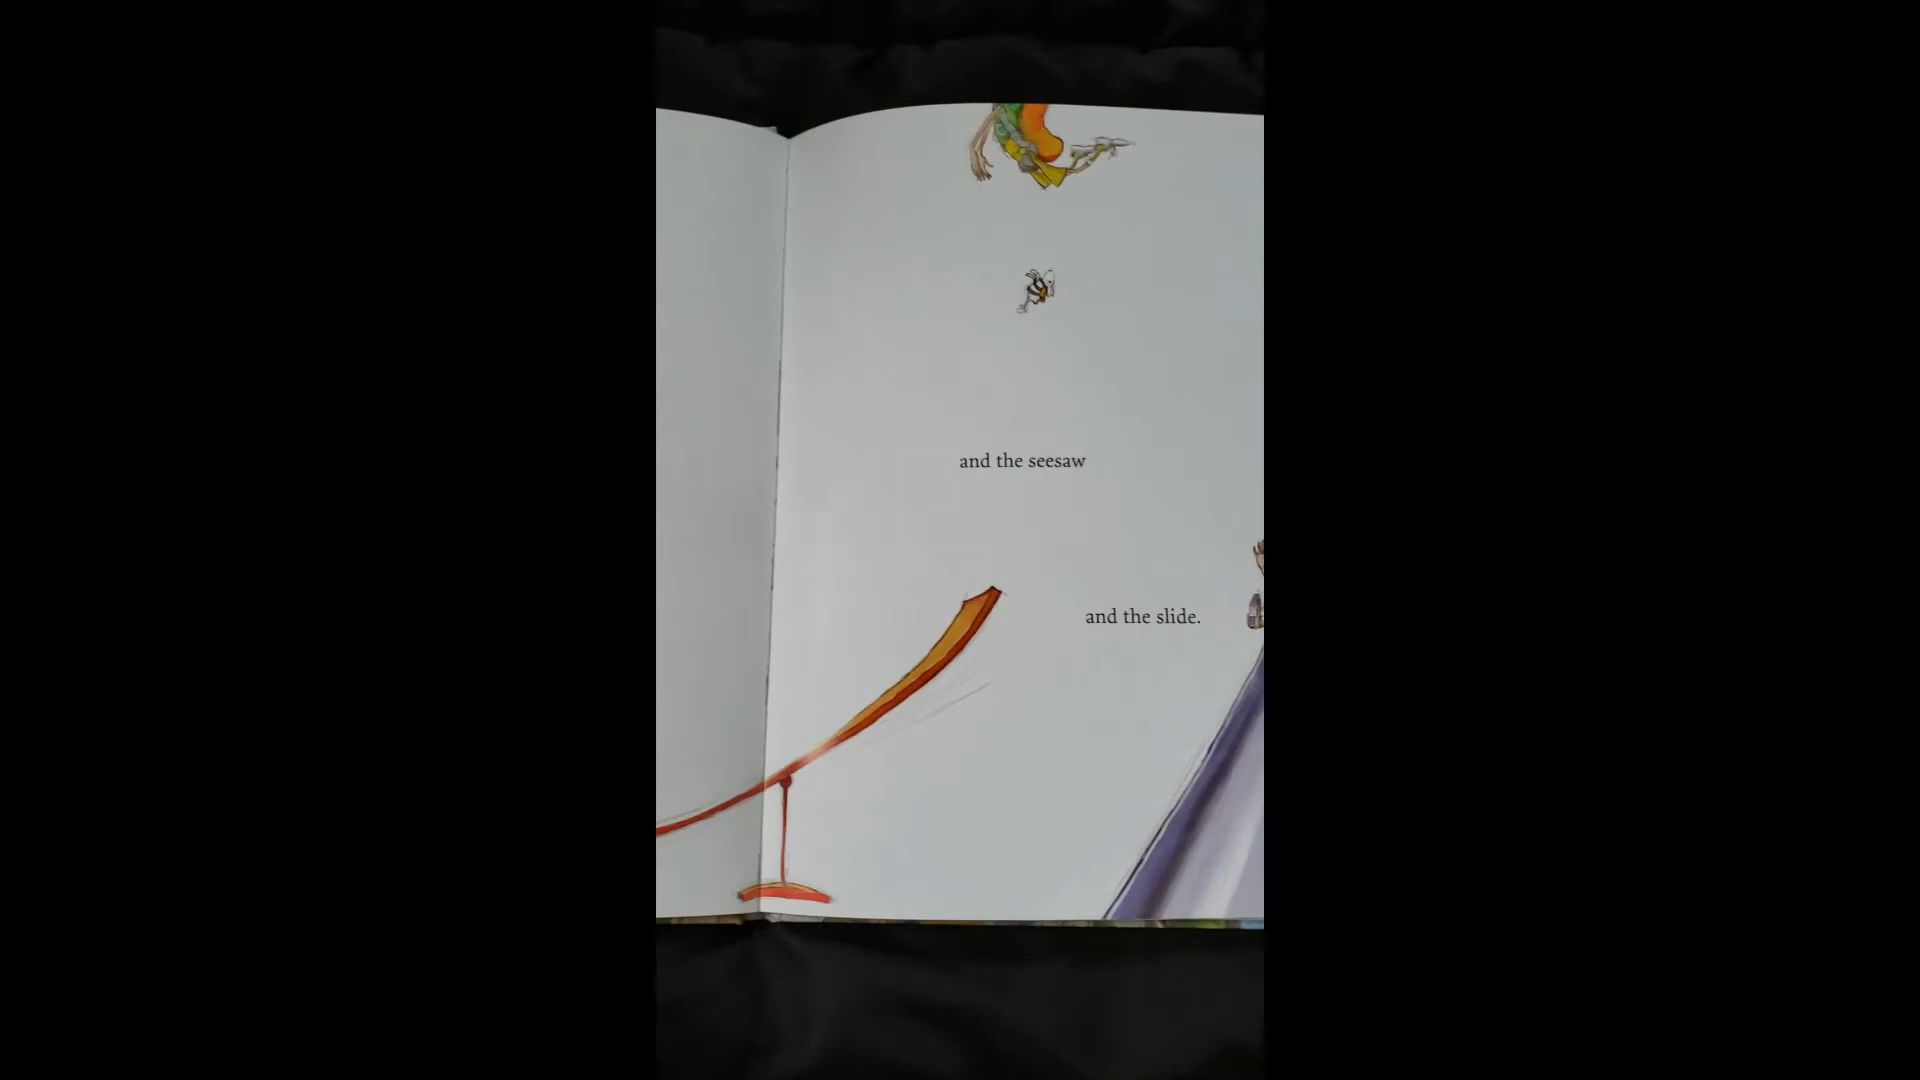 and the seesaw
and the slide.